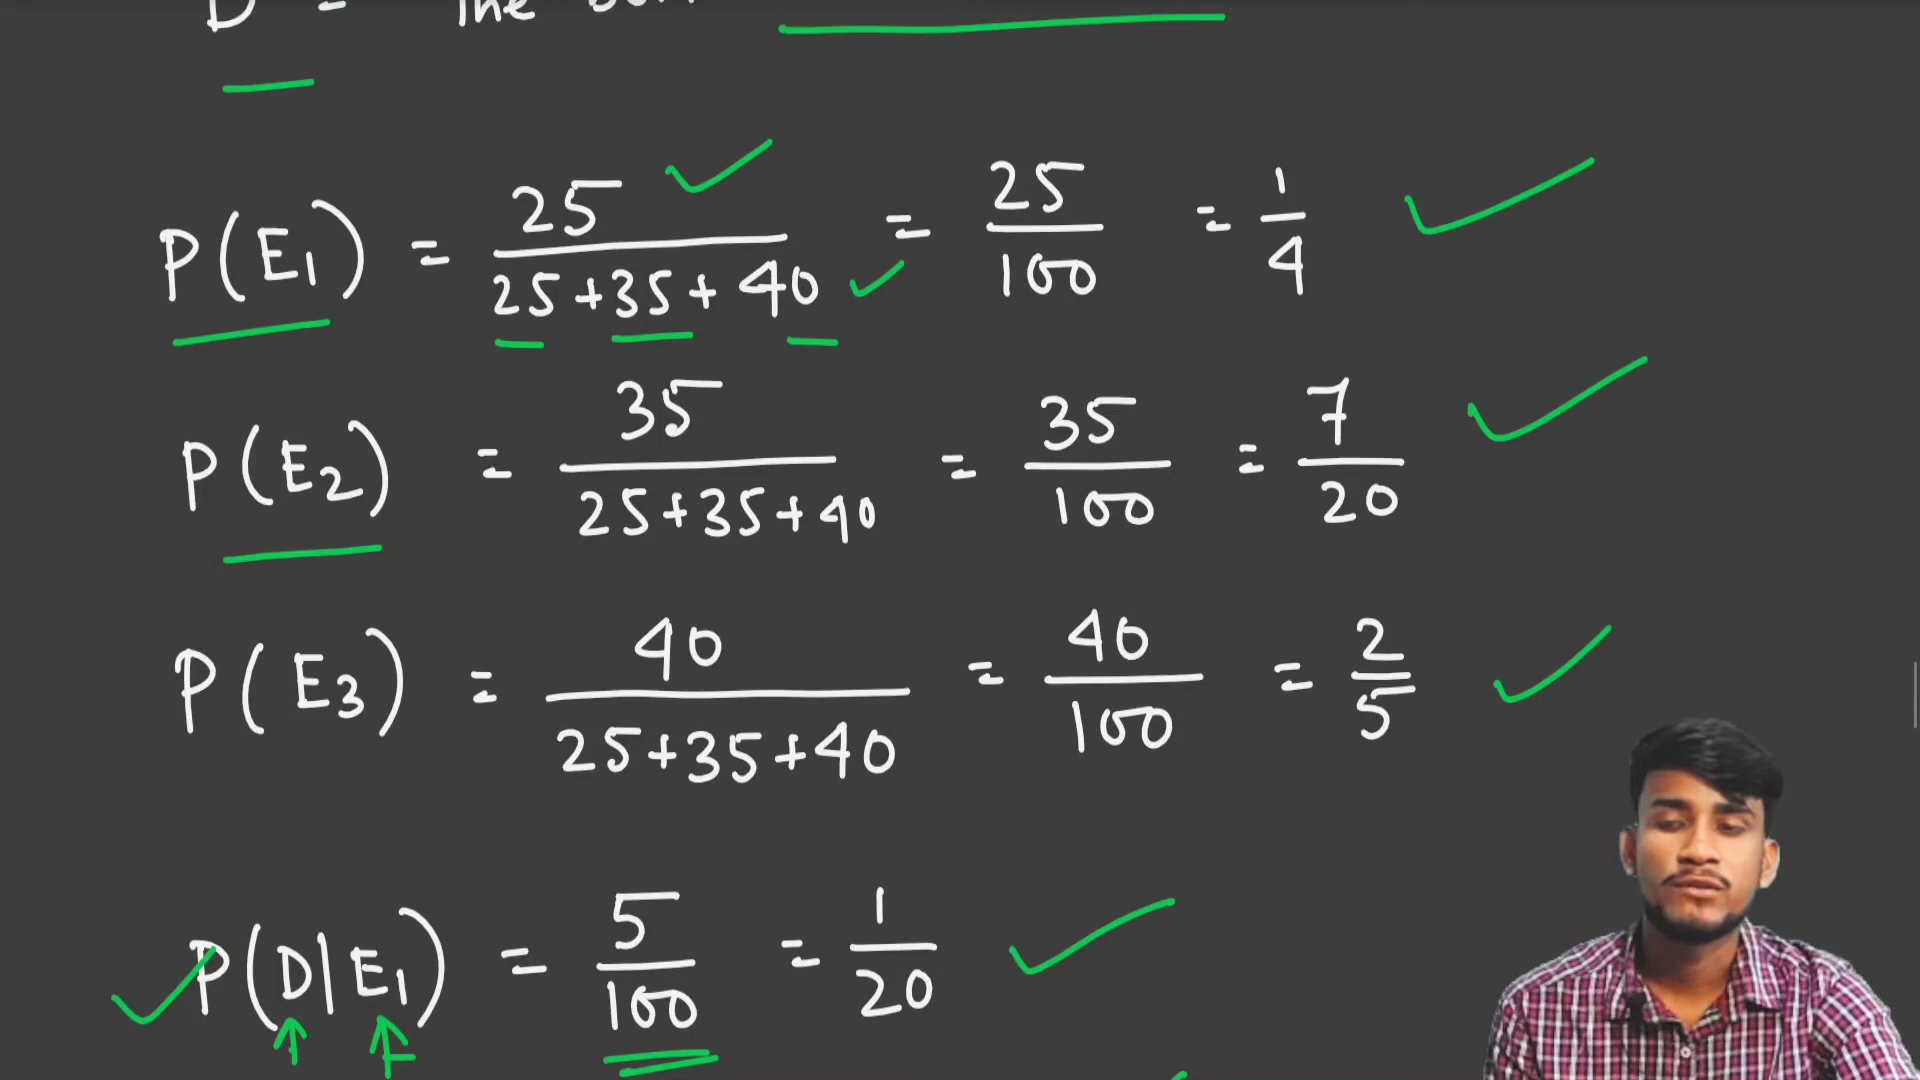 D = The
P(E₁) = 25/(25+35+40) = 25/100 = 1/4
P(E₂) = 35/(25+35+40) = 35/100 = 7/20
P(E₃) = 40/(25+35+40) = 40/100 = 2/5
P(D|E₁) = 5/100 = 1/20